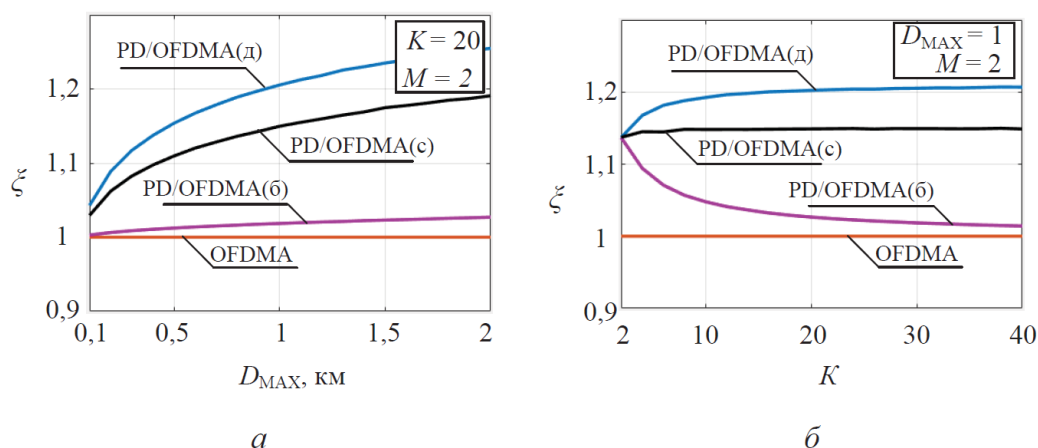 PD/OFDMA(д)
K = 20
M = 2
1,2
PD/OFDMA(c)
1,1
ξ
PD/OFDMA(б)
OFDMA
1
0,9
0,1 0,5 1 1,5 2
D_MAX, км
а
D_MAX = 1
M = 2
PD/OFDMA(д)
1,2
PD/OFDMA(c)
1,1
ξ
PD/OFDMA(б)
1
OFDMA
0,9
2 10 20 30 40
K
б